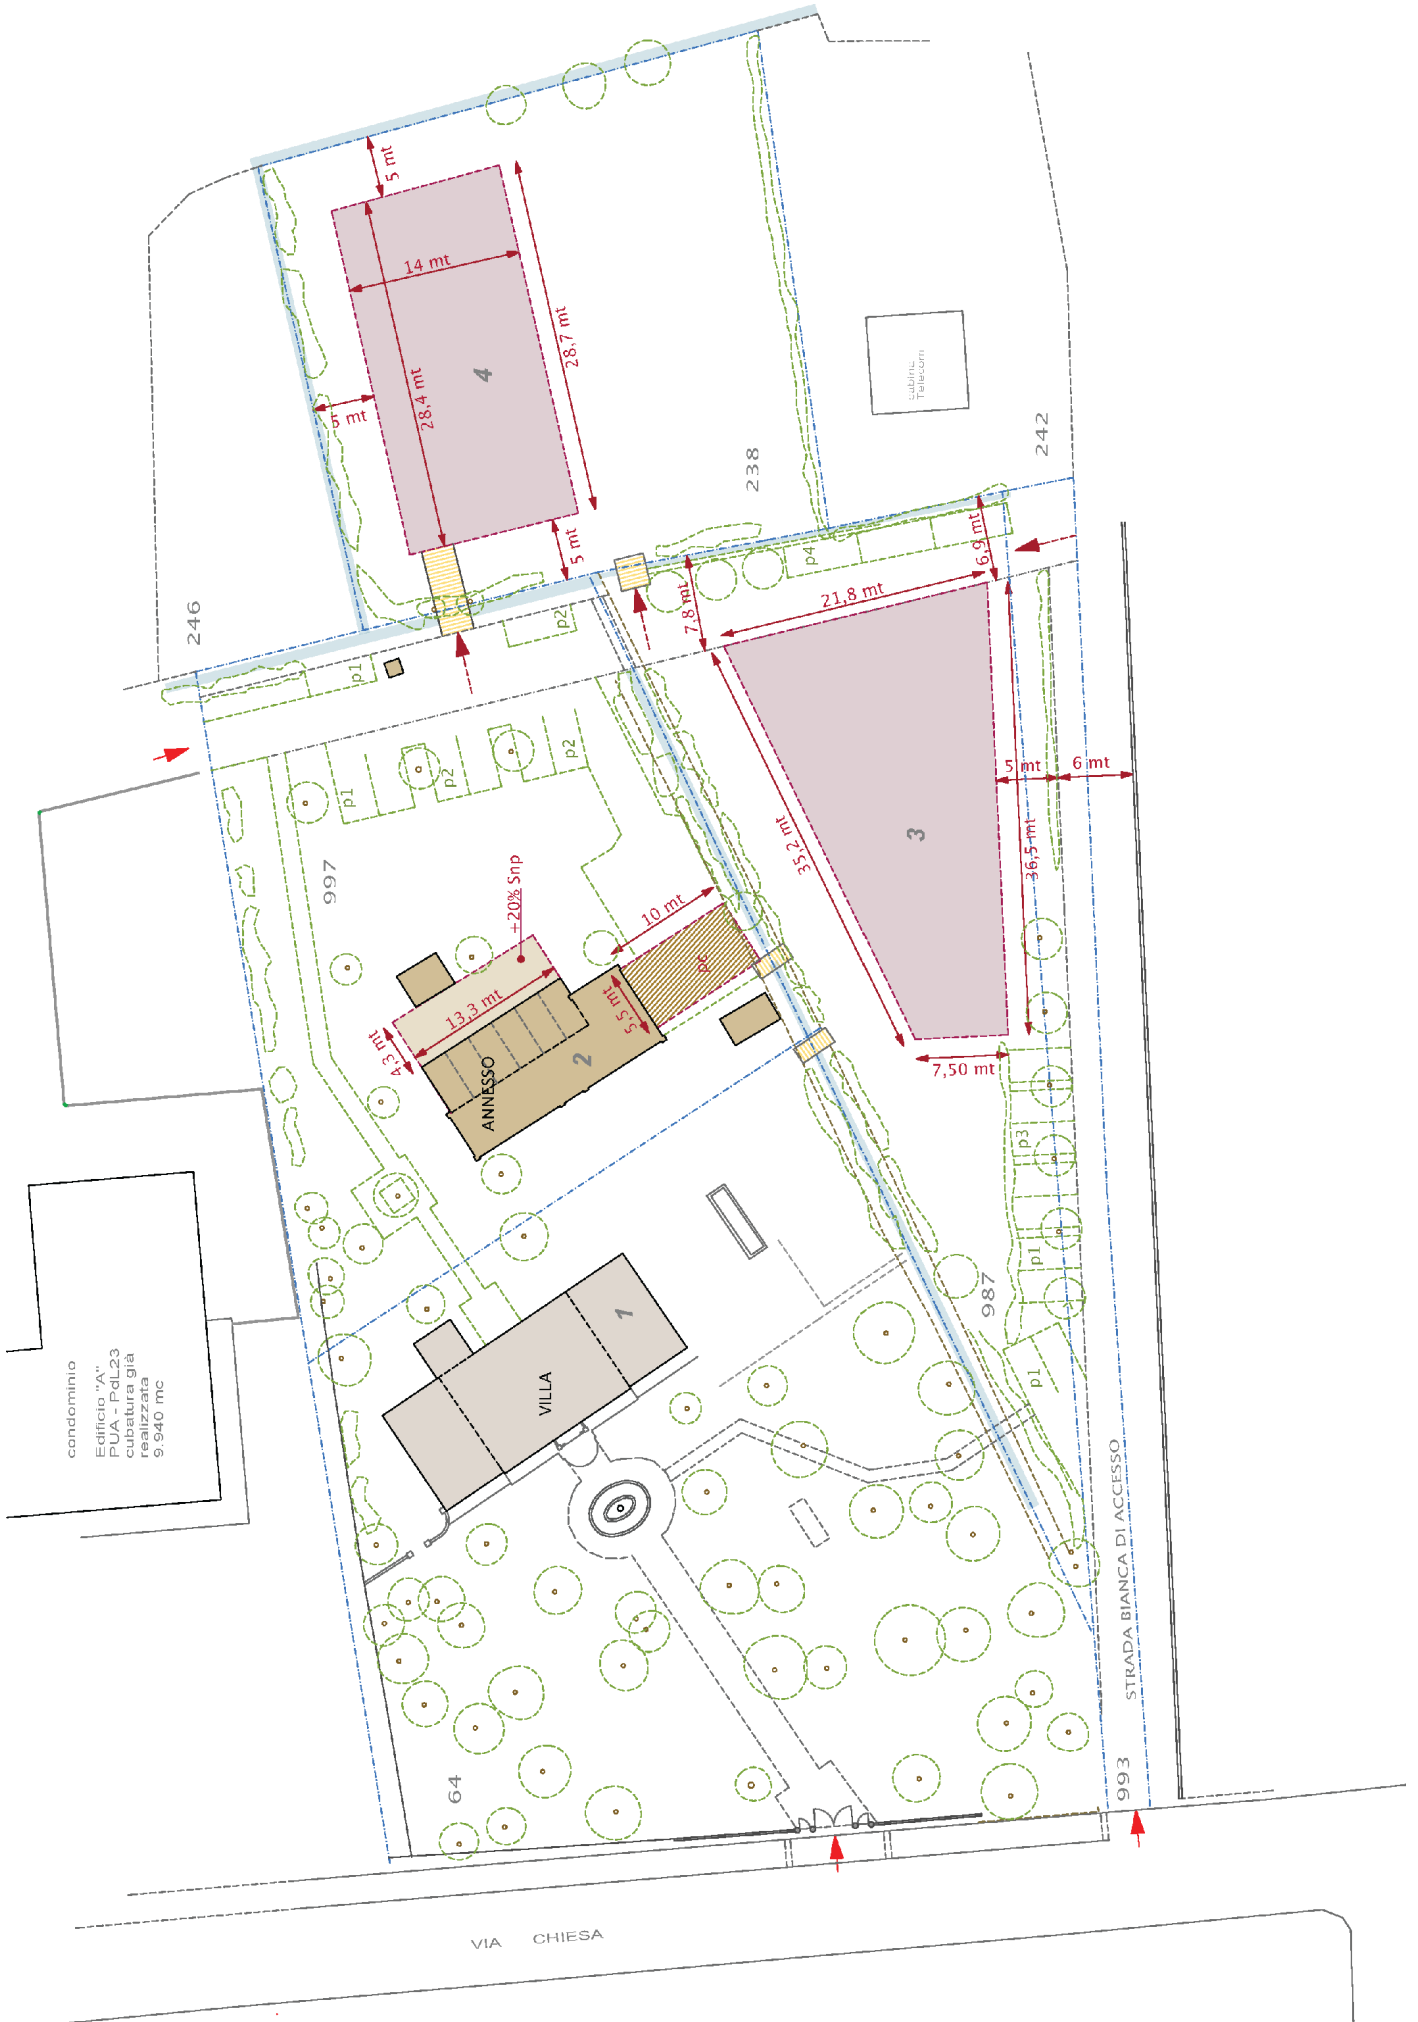 5 mt
14 mt
28,7 mt
28,4 mt
5 mt
4
cabina
Telecom
242
238
246
5 mt
6,9 mt
p4
21,8 mt
7,8 mt
p2
p1
p2
p2
p1
6 mt
5 mt
3
35,2 mt
36,5 mt
997
+20% Snp
10 mt
pc
13,3 mt
5,5 mt
4,3 mt
2
ANNESSO
7,50 mt
p3
p1
987
p1
1
VILLA
condominio
Edificio "A"
PUA - PdL23
cubatura già
realizzata
9.940 mc
STRADA BIANCA DI ACCESSO
993
64
VIA CHIESA